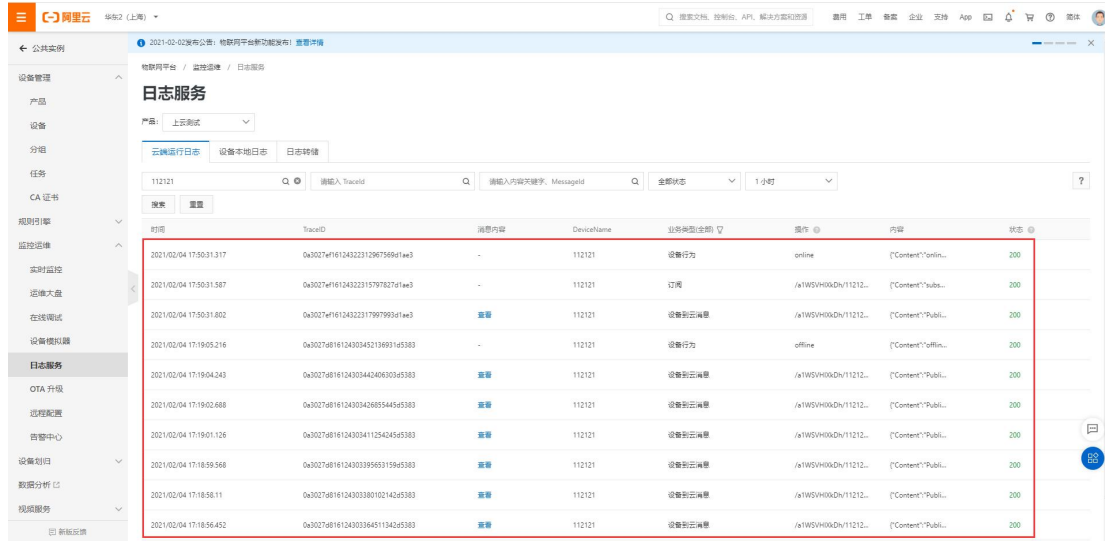 阿里云 华东2（上海） 搜索文档、控制台、API、解决方案和资源 费用 工单 备案 企业 支持 App 简体
公共实例
2021-02-02发布公告：物联网平台新功能发布！查看详情
物联网平台 / 监控运维 / 日志服务
日志服务
产品： 上云测试
云端运行日志 设备本地日志 日志转储
112121 请输入 TraceId 请输入内容关键字、MessageId 全部状态 1 小时 ?
搜索 重置
设备管理
产品
设备
分组
任务
CA 证书
规则引擎
监控运维
实时监控
运维大盘
在线调试
设备模拟器
日志服务
OTA 升级
远程配置
告警中心
设备划归
数据分析
视频服务
新版反馈
时间 TraceID 消息内容 DeviceName 业务类型(全部) 操作 内容 状态
2021/02/04 17:50:31.317 0a3027ef16124322312967569d1ae3 - 112121 设备行为 online {"Content":"onlin... 200
2021/02/04 17:50:31.587 0a3027ef16124322315797827d1ae3 - 112121 订阅 /a1WSVHIXkDh/11212... {"Content":"subs... 200
2021/02/04 17:50:31.802 0a3027ef16124322317997993d1ae3 查看 112121 设备到云消息 /a1WSVHIXkDh/11212... {"Content":"Publi... 200
2021/02/04 17:19:05.216 0a3027d816124303452136931d5383 - 112121 设备行为 offline {"Content":"offlin... 200
2021/02/04 17:19:04.243 0a3027d816124303442406303d5383 查看 112121 设备到云消息 /a1WSVHIXkDh/11212... {"Content":"Publi... 200
2021/02/04 17:19:02.688 0a3027d816124303426855445d5383 查看 112121 设备到云消息 /a1WSVHIXkDh/11212... {"Content":"Publi... 200
2021/02/04 17:19:01.126 0a3027d816124303411254245d5383 查看 112121 设备到云消息 /a1WSVHIXkDh/11212... {"Content":"Publi... 200
2021/02/04 17:18:59.568 0a3027d816124303395653159d5383 查看 112121 设备到云消息 /a1WSVHIXkDh/11212... {"Content":"Publi... 200
2021/02/04 17:18:58.11 0a3027d816124303380102142d5383 查看 112121 设备到云消息 /a1WSVHIXkDh/11212... {"Content":"Publi... 200
2021/02/04 17:18:56.452 0a3027d816124303364511342d5383 查看 112121 设备到云消息 /a1WSVHIXkDh/11212... {"Content":"Publi... 200